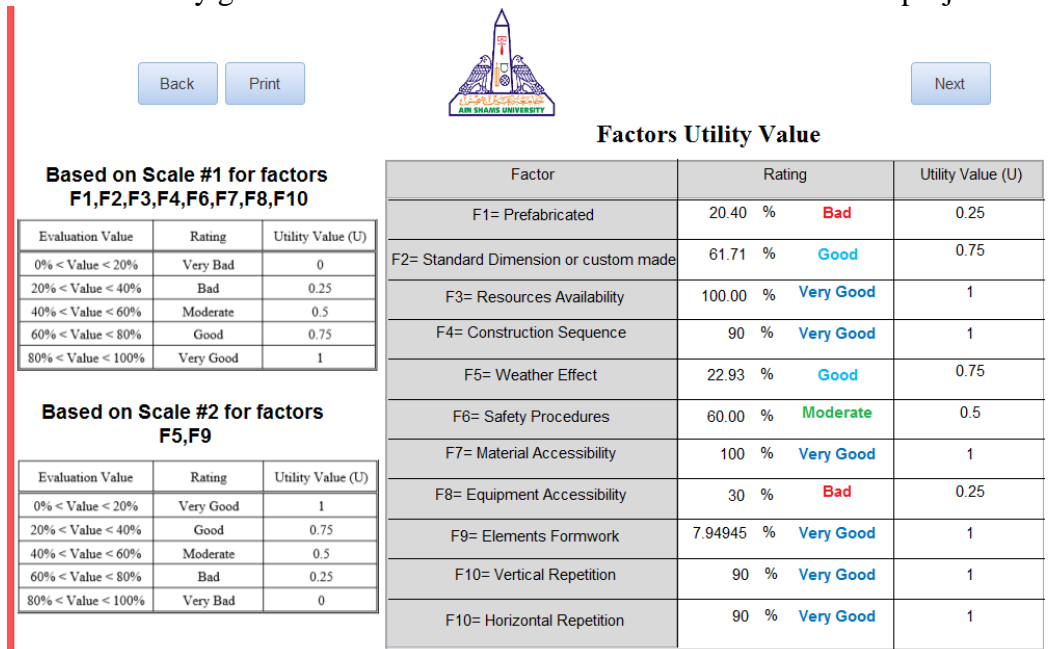 Back
Print
AIN SHAMS UNIVERSITY
Next
Factors Utility Value
Based on Scale #1 for factors
F1,F2,F3,F4,F6,F7,F8,F10
Evaluation Value Rating Utility Value (U)
0% < Value < 20% Very Bad 0
20% < Value < 40% Bad 0.25
40% < Value < 60% Moderate 0.5
60% < Value < 80% Good 0.75
80% < Value < 100% Very Good 1
Based on Scale #2 for factors
F5,F9
Evaluation Value Rating Utility Value (U)
0% < Value < 20% Very Good 1
20% < Value < 40% Good 0.75
40% < Value < 60% Moderate 0.5
60% < Value < 80% Bad 0.25
80% < Value < 100% Very Bad 0
Factor Rating Utility Value (U)
F1= Prefabricated 20.40 % Bad 0.25
F2= Standard Dimension or custom made 61.71 % Good 0.75
F3= Resources Availability 100.00 % Very Good 1
F4= Construction Sequence 90 % Very Good 1
F5= Weather Effect 22.93 % Good 0.75
F6= Safety Procedures 60.00 % Moderate 0.5
F7= Material Accessibility 100 % Very Good 1
F8= Equipment Accessibility 30 % Bad 0.25
F9= Elements Formwork 7.94945 % Very Good 1
F10= Vertical Repetition 90 % Very Good 1
F10= Horizontal Repetition 90 % Very Good 1